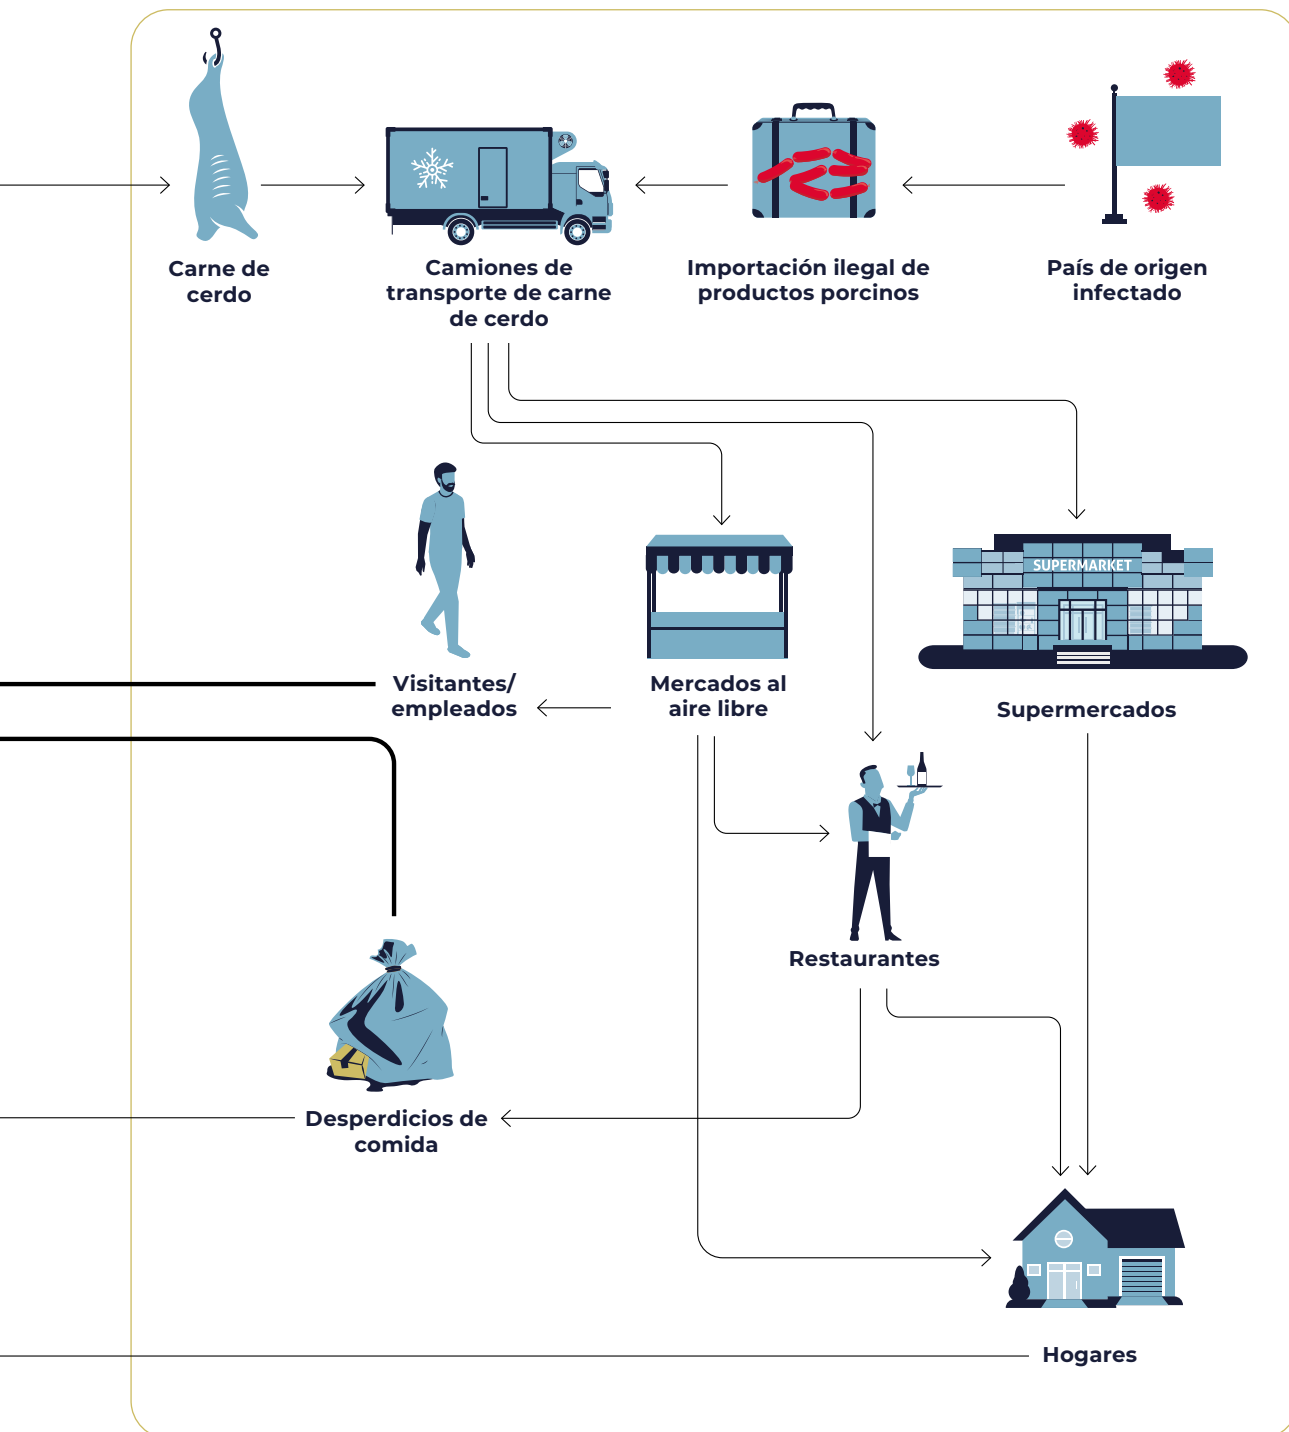 Carne de
cerdo
Camiones de
transporte de carne
de cerdo
Importación ilegal de
productos porcinos
País de origen
infectado
SUPERMARKET
Visitantes/
empleados
Mercados al
aire libre
Supermercados
Restaurantes
Desperdicios de
comida
Hogares